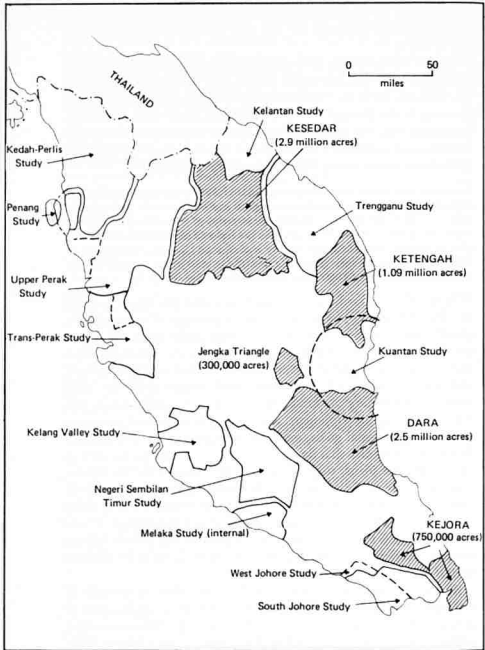 THAILAND
0 50
miles
Kelantan Study
KESEDAR
(2.9 million acres)
Kedah-Perlis
Study
Penang
Study
Trengganu Study
KETENGAH
(1.09 million acres)
Upper Perak
Study
Trans-Perak Study
Jengka Triangle
(300,000 acres)
Kuantan Study
DARA
(2.5 million acres)
Kelang Valley Study
Negeri Sembilan
Timur Study
Melaka Study (internal)
KEJORA
(750,000 acres)
West Johore Study
South Johore Study